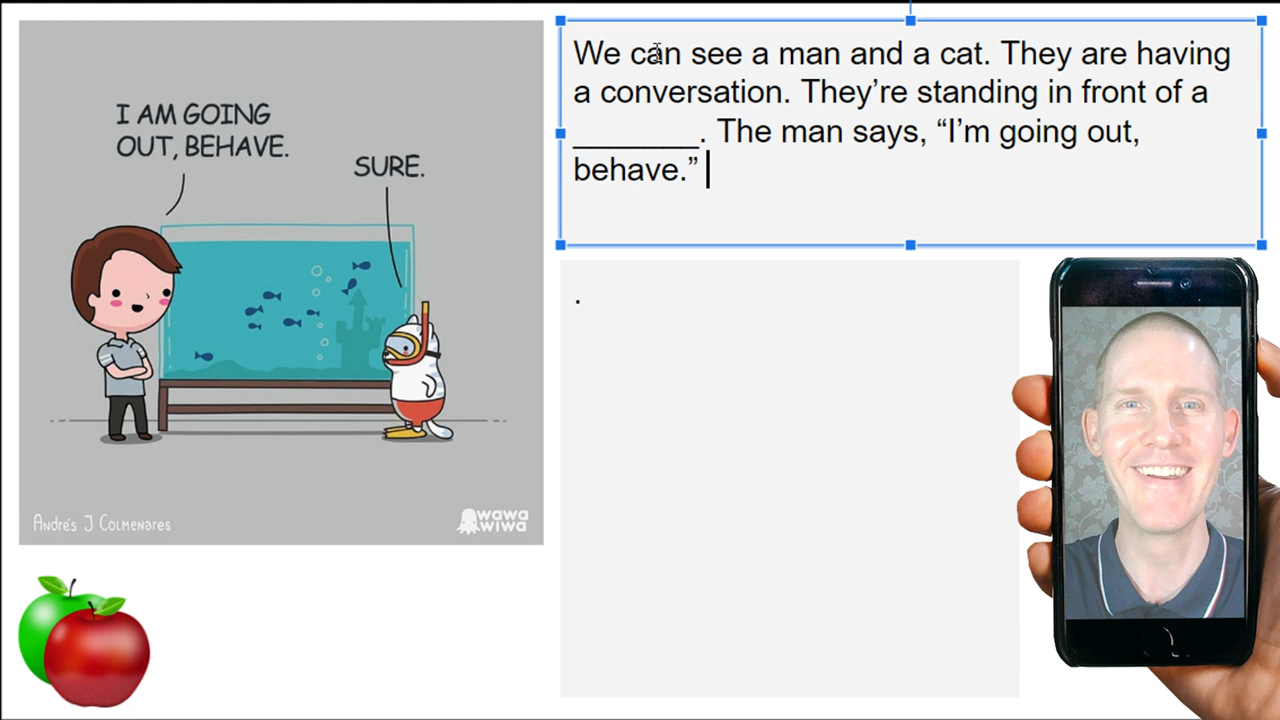 I AM GOING
OUT, BEHAVE.
SURE.
Andrés J Colmenares
wawa
wiwa
We can see a man and a cat. They are having
a conversation. They’re standing in front of a
_______. The man says, “I’m going out,
behave.”
.